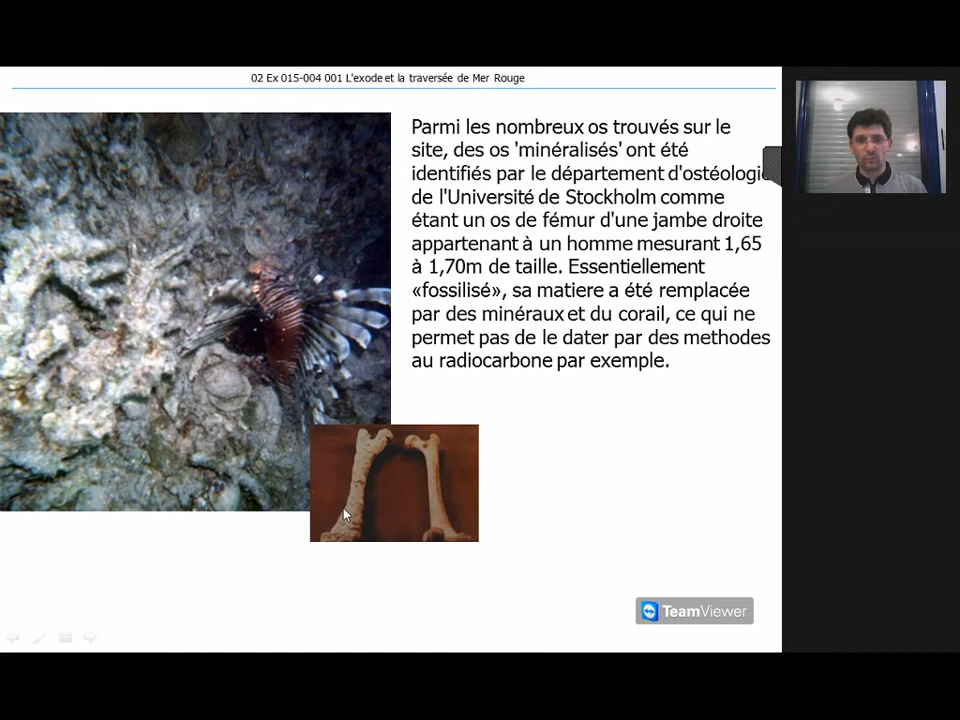 02 Ex 015-004 001 L'exode et la traversée de Mer Rouge
Parmi les nombreux os trouvés sur le
site, des os 'minéralisés' ont été
identifiés par le département d'ostéologie
de l'Université de Stockholm comme
étant un os de fémur d'une jambe droite
appartenant à un homme mesurant 1,65
à 1,70m de taille. Essentiellement
«fossilisé», sa matiere a été remplacée
par des minéraux et du corail, ce qui ne
permet pas de le dater par des methodes
au radiocarbone par exemple.
TeamViewer